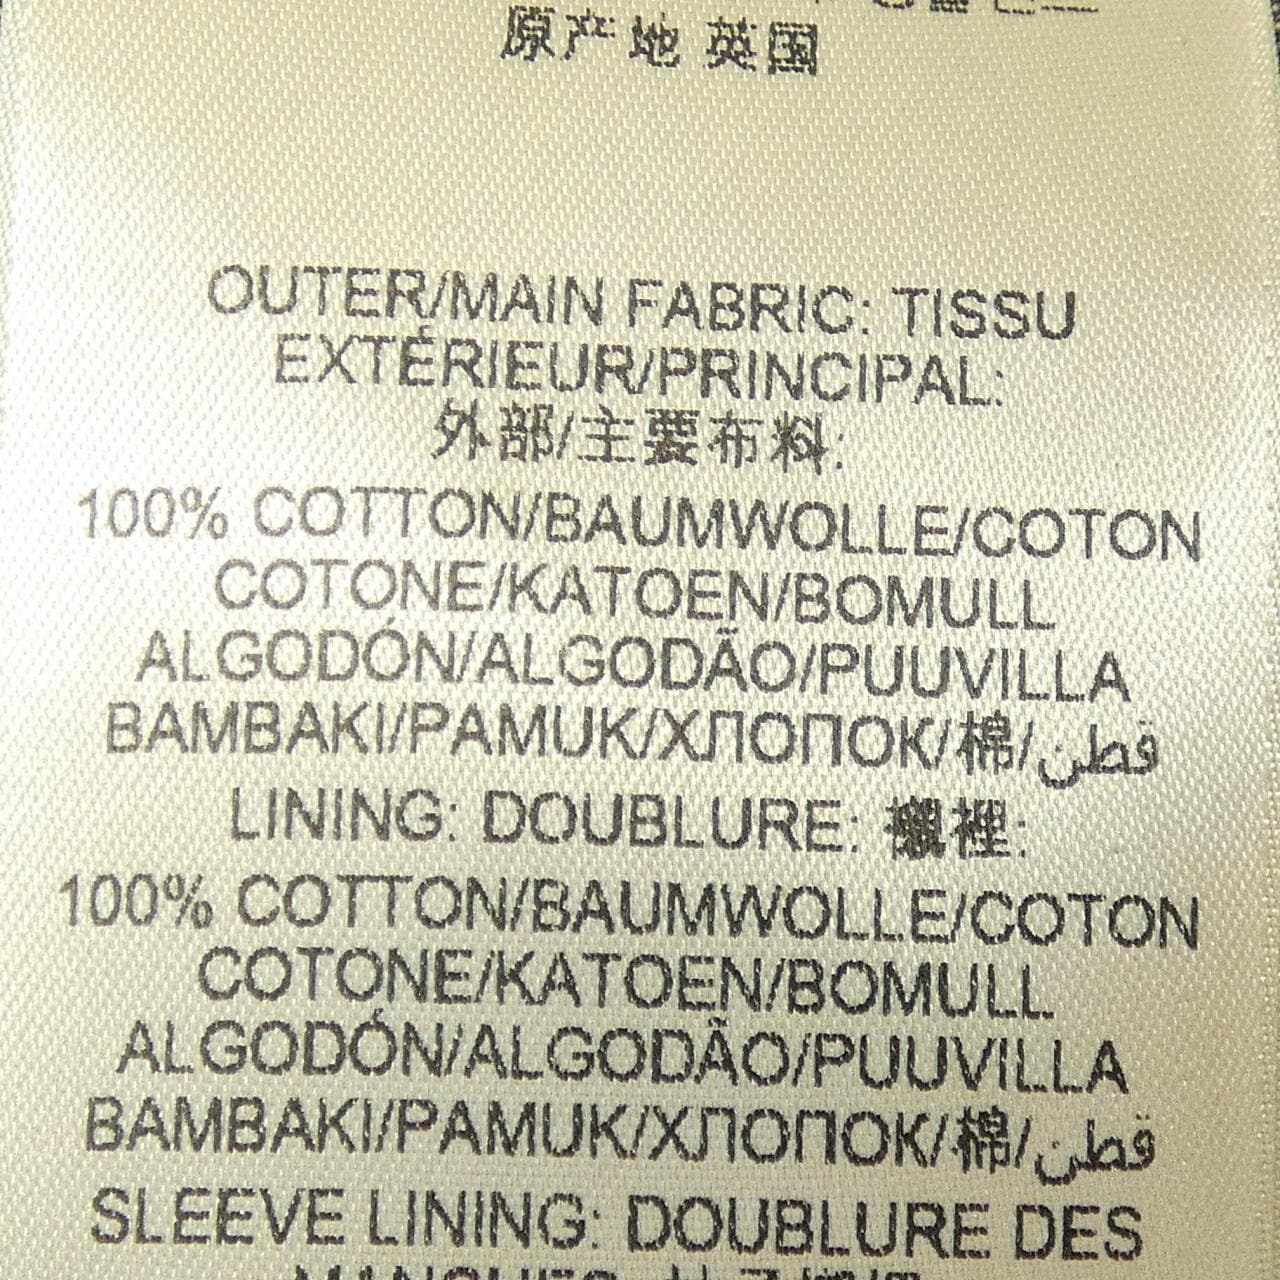 原产地 英国
OUTER/MAIN FABRIC: TISSU
EXTÉRIEUR/PRINCIPAL:
外部/主要布料:
100% COTTON/BAUMWOLLE/COTON
COTONE/KATOEN/BOMULL
ALGODÓN/ALGODÃO/PUUVILLA
BAMBAKI/PAMUK/ХЛОПОК/棉/قطن
LINING: DOUBLURE: 襯裡:
100% COTTON/BAUMWOLLE/COTON
COTONE/KATOEN/BOMULL
ALGODÓN/ALGODÃO/PUUVILLA
BAMBAKI/PAMUK/ХЛОПОК/棉/قطن
SLEEVE LINING: DOUBLURE DES